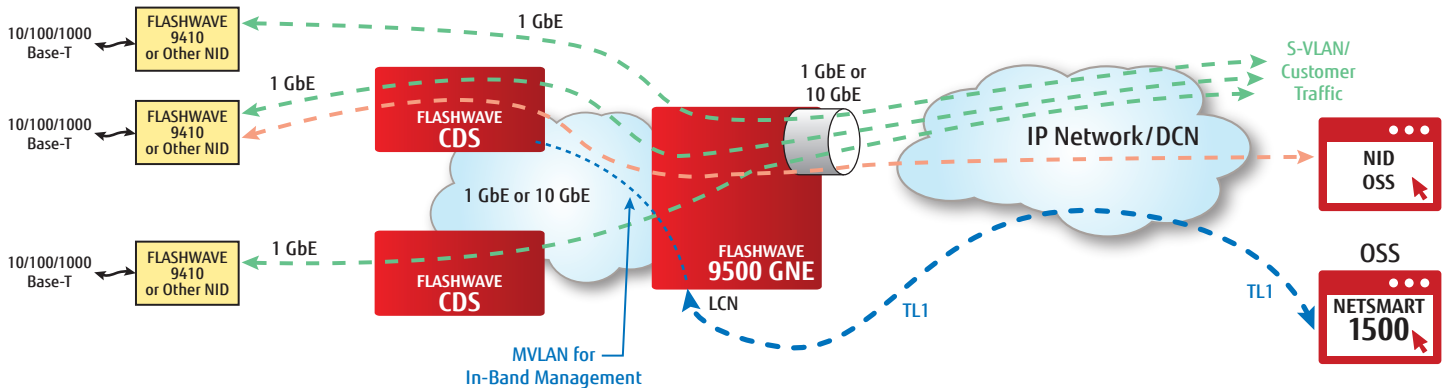 FLASHWAVE
9410
or Other NID
10/100/1000
Base-T
1 GbE
1 GbE
FLASHWAVE
9410
or Other NID
10/100/1000
Base-T
FLASHWAVE
CDS
1 GbE or
10 GbE
S-VLAN/
Customer
Traffic
IP Network/DCN
NID
OSS
1 GbE or 10 GbE
FLASHWAVE
9500 GNE
1 GbE
FLASHWAVE
9410
or Other NID
10/100/1000
Base-T
FLASHWAVE
CDS
LCN
TL1
TL1
OSS
NETSMART
1500
MVLAN for
In-Band Management